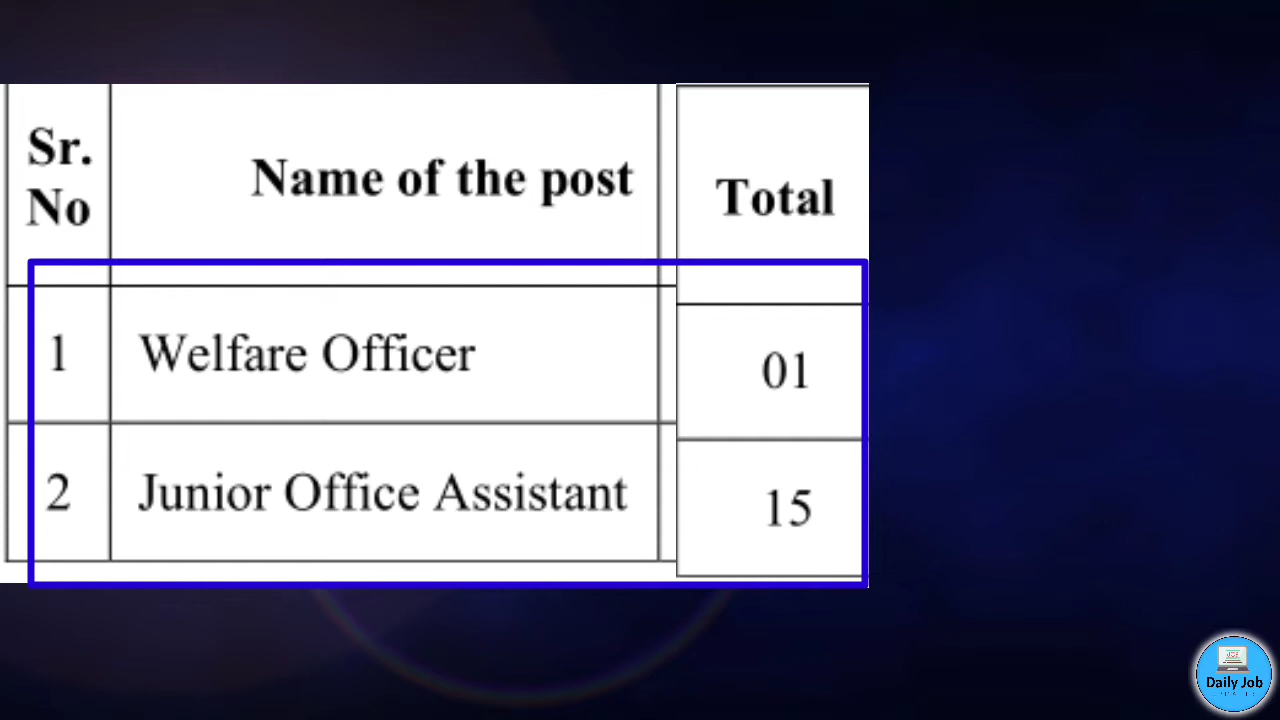 Sr. No
Name of the post
Total
1 Welfare Officer 01
2 Junior Office Assistant 15
Daily Job